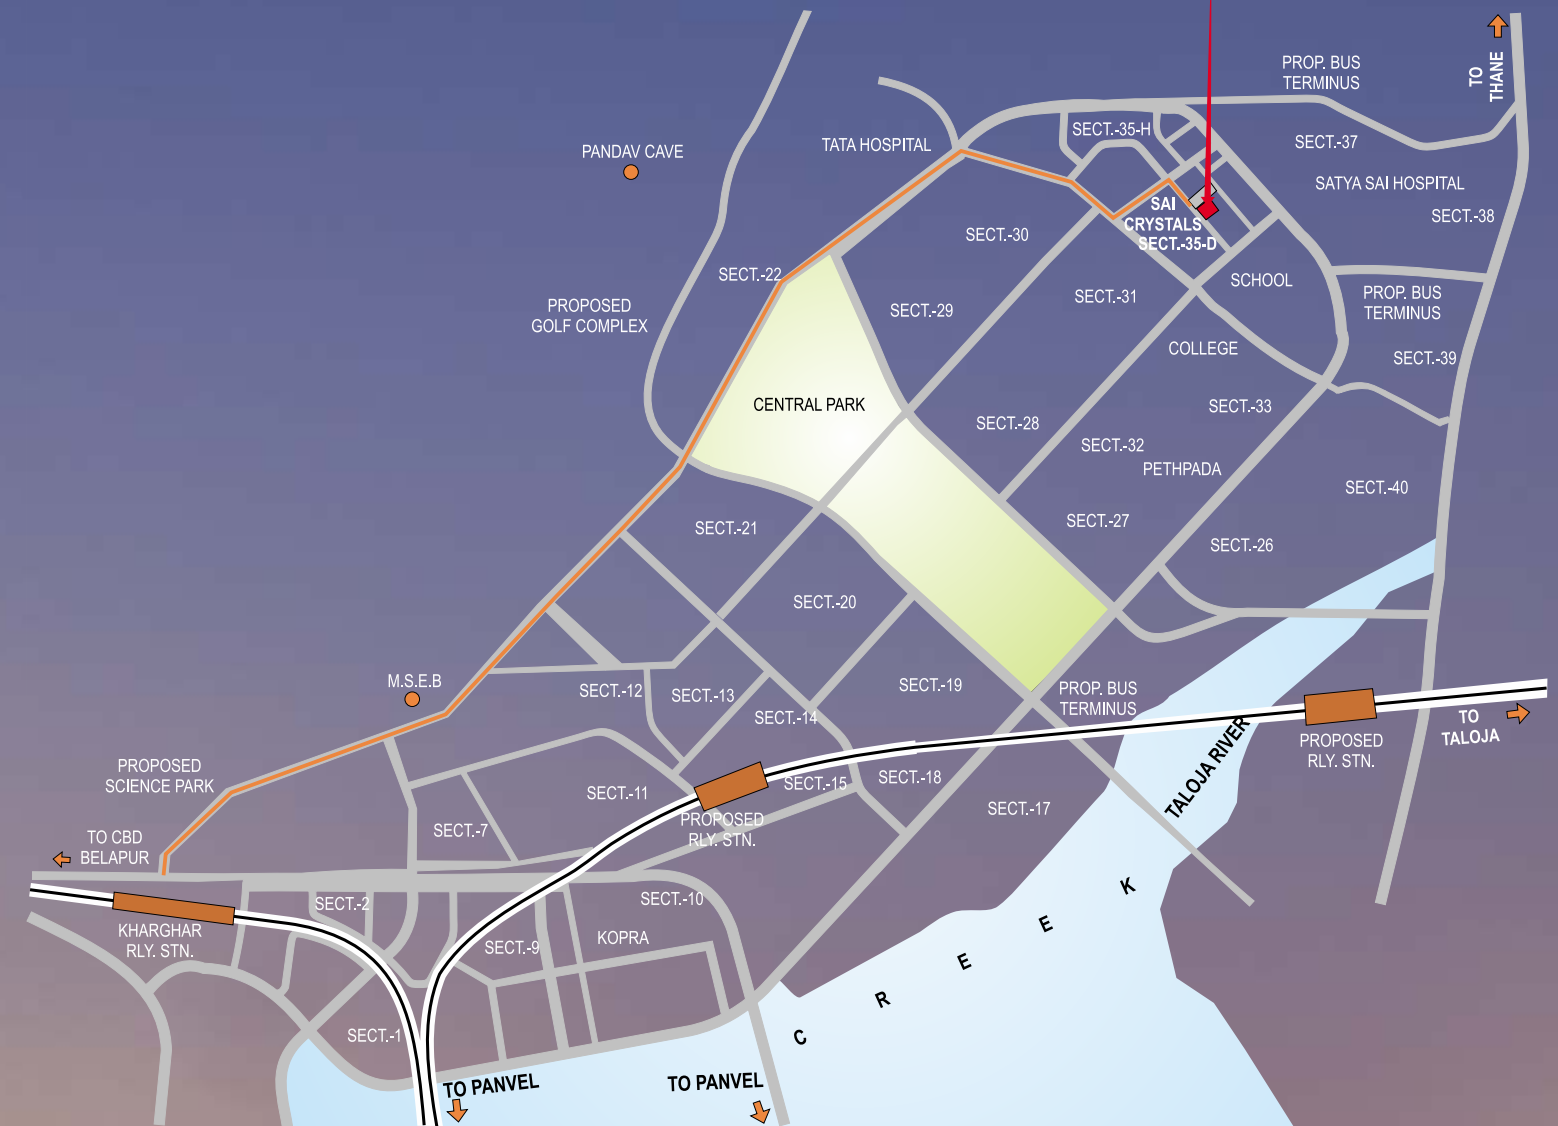 TO
THANE
PROP. BUS
TERMINUS
SECT.-35-H
SECT.-37
TATA HOSPITAL
PANDAV CAVE
SATYA SAI HOSPITAL
SAI
CRYSTALS
SECT.-35-D
SECT.-38
SECT.-30
SECT.-22
SCHOOL
PROPOSED
GOLF COMPLEX
SECT.-29
SECT.-31
PROP. BUS
TERMINUS
COLLEGE
SECT.-39
CENTRAL PARK
SECT.-33
SECT.-28
SECT.-32
PETHPADA
SECT.-40
SECT.-21
SECT.-27
SECT.-26
SECT.-20
M.S.E.B
SECT.-12
SECT.-13
SECT.-19
PROP. BUS
TERMINUS
SECT.-14
TO
TALOJA
PROPOSED
RLY. STN.
TALOJA RIVER
PROPOSED
SCIENCE PARK
SECT.-11
SECT.-15
SECT.-18
SECT.-17
PROPOSED
RLY. STN.
SECT.-7
TO CBD
BELAPUR
SECT.-2
SECT.-10
KHARGHAR
RLY. STN.
SECT.-9
KOPRA
CREEK
SECT.-1
TO PANVEL
TO PANVEL